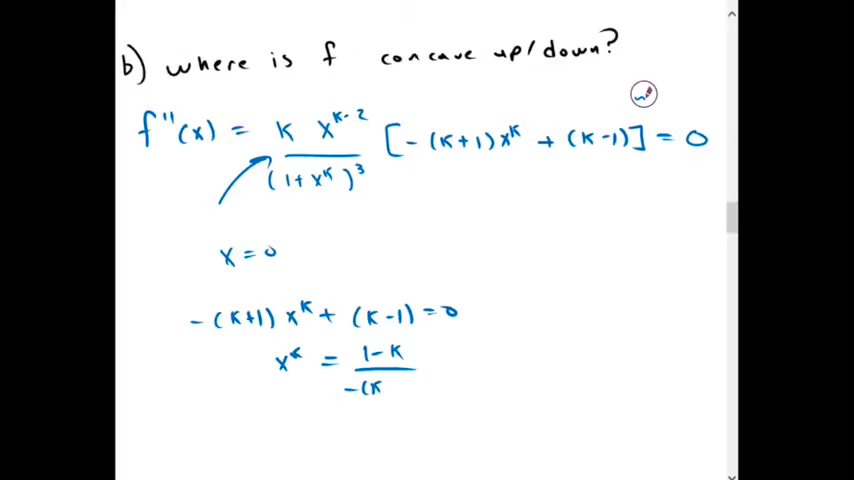 b) where is f concave up/down?
f''(x) = K x^{K-2} / (1+x^K)^3 [-(K+1)x^K + (K-1)] = 0
x = 0
-(K+1) x^K + (K-1) = 0
x^K = 1-K / -(K